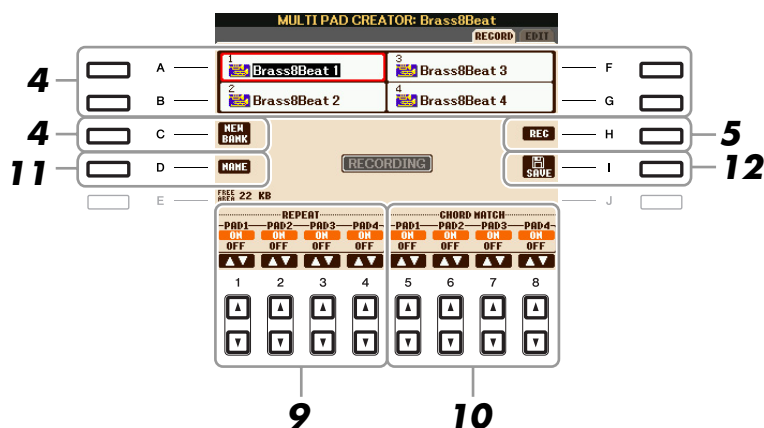 MULTI PAD CREATOR: Brass8Beat
RECORD EDIT
4 A 1 Brass8Beat 1 3 Brass8Beat 3 F
B 2 Brass8Beat 2 4 Brass8Beat 4 G
4 C NEW BANK REC H 5
11 D NAME RECORDING SAVE I 12
E FREE AREA 22 KB J
REPEAT CHORD MATCH
PAD1 PAD2 PAD3 PAD4 PAD1 PAD2 PAD3 PAD4
ON ON ON ON ON ON ON ON
OFF OFF OFF OFF OFF OFF OFF OFF
1 2 3 4 5 6 7 8
9 10